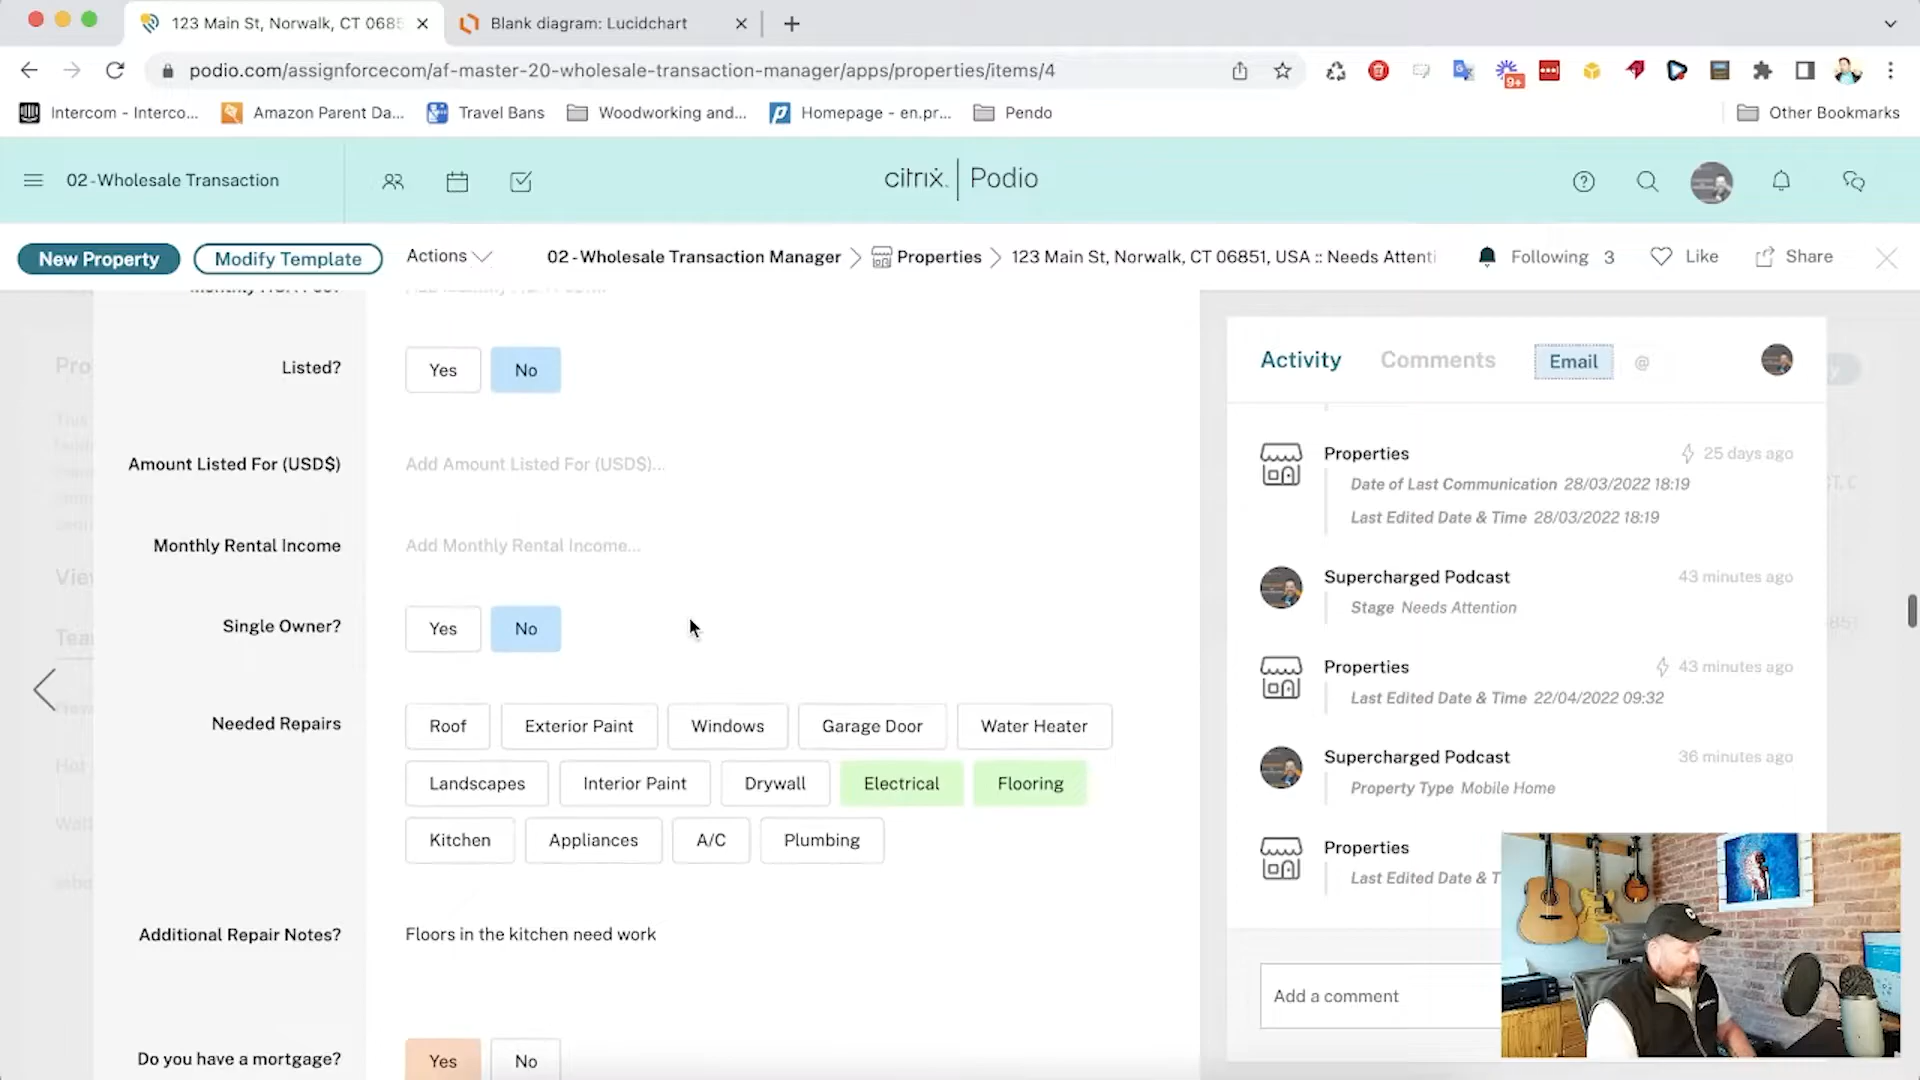 123 Main St, Norwalk, CT 0685
Blank diagram: Lucidchart
podio.com/assignforcecom/af-master-20-wholesale-transaction-manager/apps/properties/items/4
9+
Intercom - Interco...
Amazon Parent Da...
Travel Bans
Woodworking and...
Homepage - en.pr...
Pendo
Other Bookmarks
02 - Wholesale Transaction
citrix. | Podio
New Property
Modify Template
Actions
02 - Wholesale Transaction Manager
Properties
123 Main St, Norwalk, CT 06851, USA :: Needs Attenti
Following 3
Like
Share
Listed?
Yes
No
Amount Listed For (USD$)
Add Amount Listed For (USD$)...
Monthly Rental Income
Add Monthly Rental Income...
Single Owner?
Yes
No
Needed Repairs
Roof
Exterior Paint
Windows
Garage Door
Water Heater
Landscapes
Interior Paint
Drywall
Electrical
Flooring
Kitchen
Appliances
A/C
Plumbing
Additional Repair Notes?
Floors in the kitchen need work
Do you have a mortgage?
Yes
No
Activity
Comments
Email
@
Properties
25 days ago
Date of Last Communication 28/03/2022 18:19
Last Edited Date & Time 28/03/2022 18:19
Supercharged Podcast
43 minutes ago
Stage Needs Attention
Properties
43 minutes ago
Last Edited Date & Time 22/04/2022 09:32
Supercharged Podcast
36 minutes ago
Property Type Mobile Home
Properties
Last Edited Date & T
Add a comment